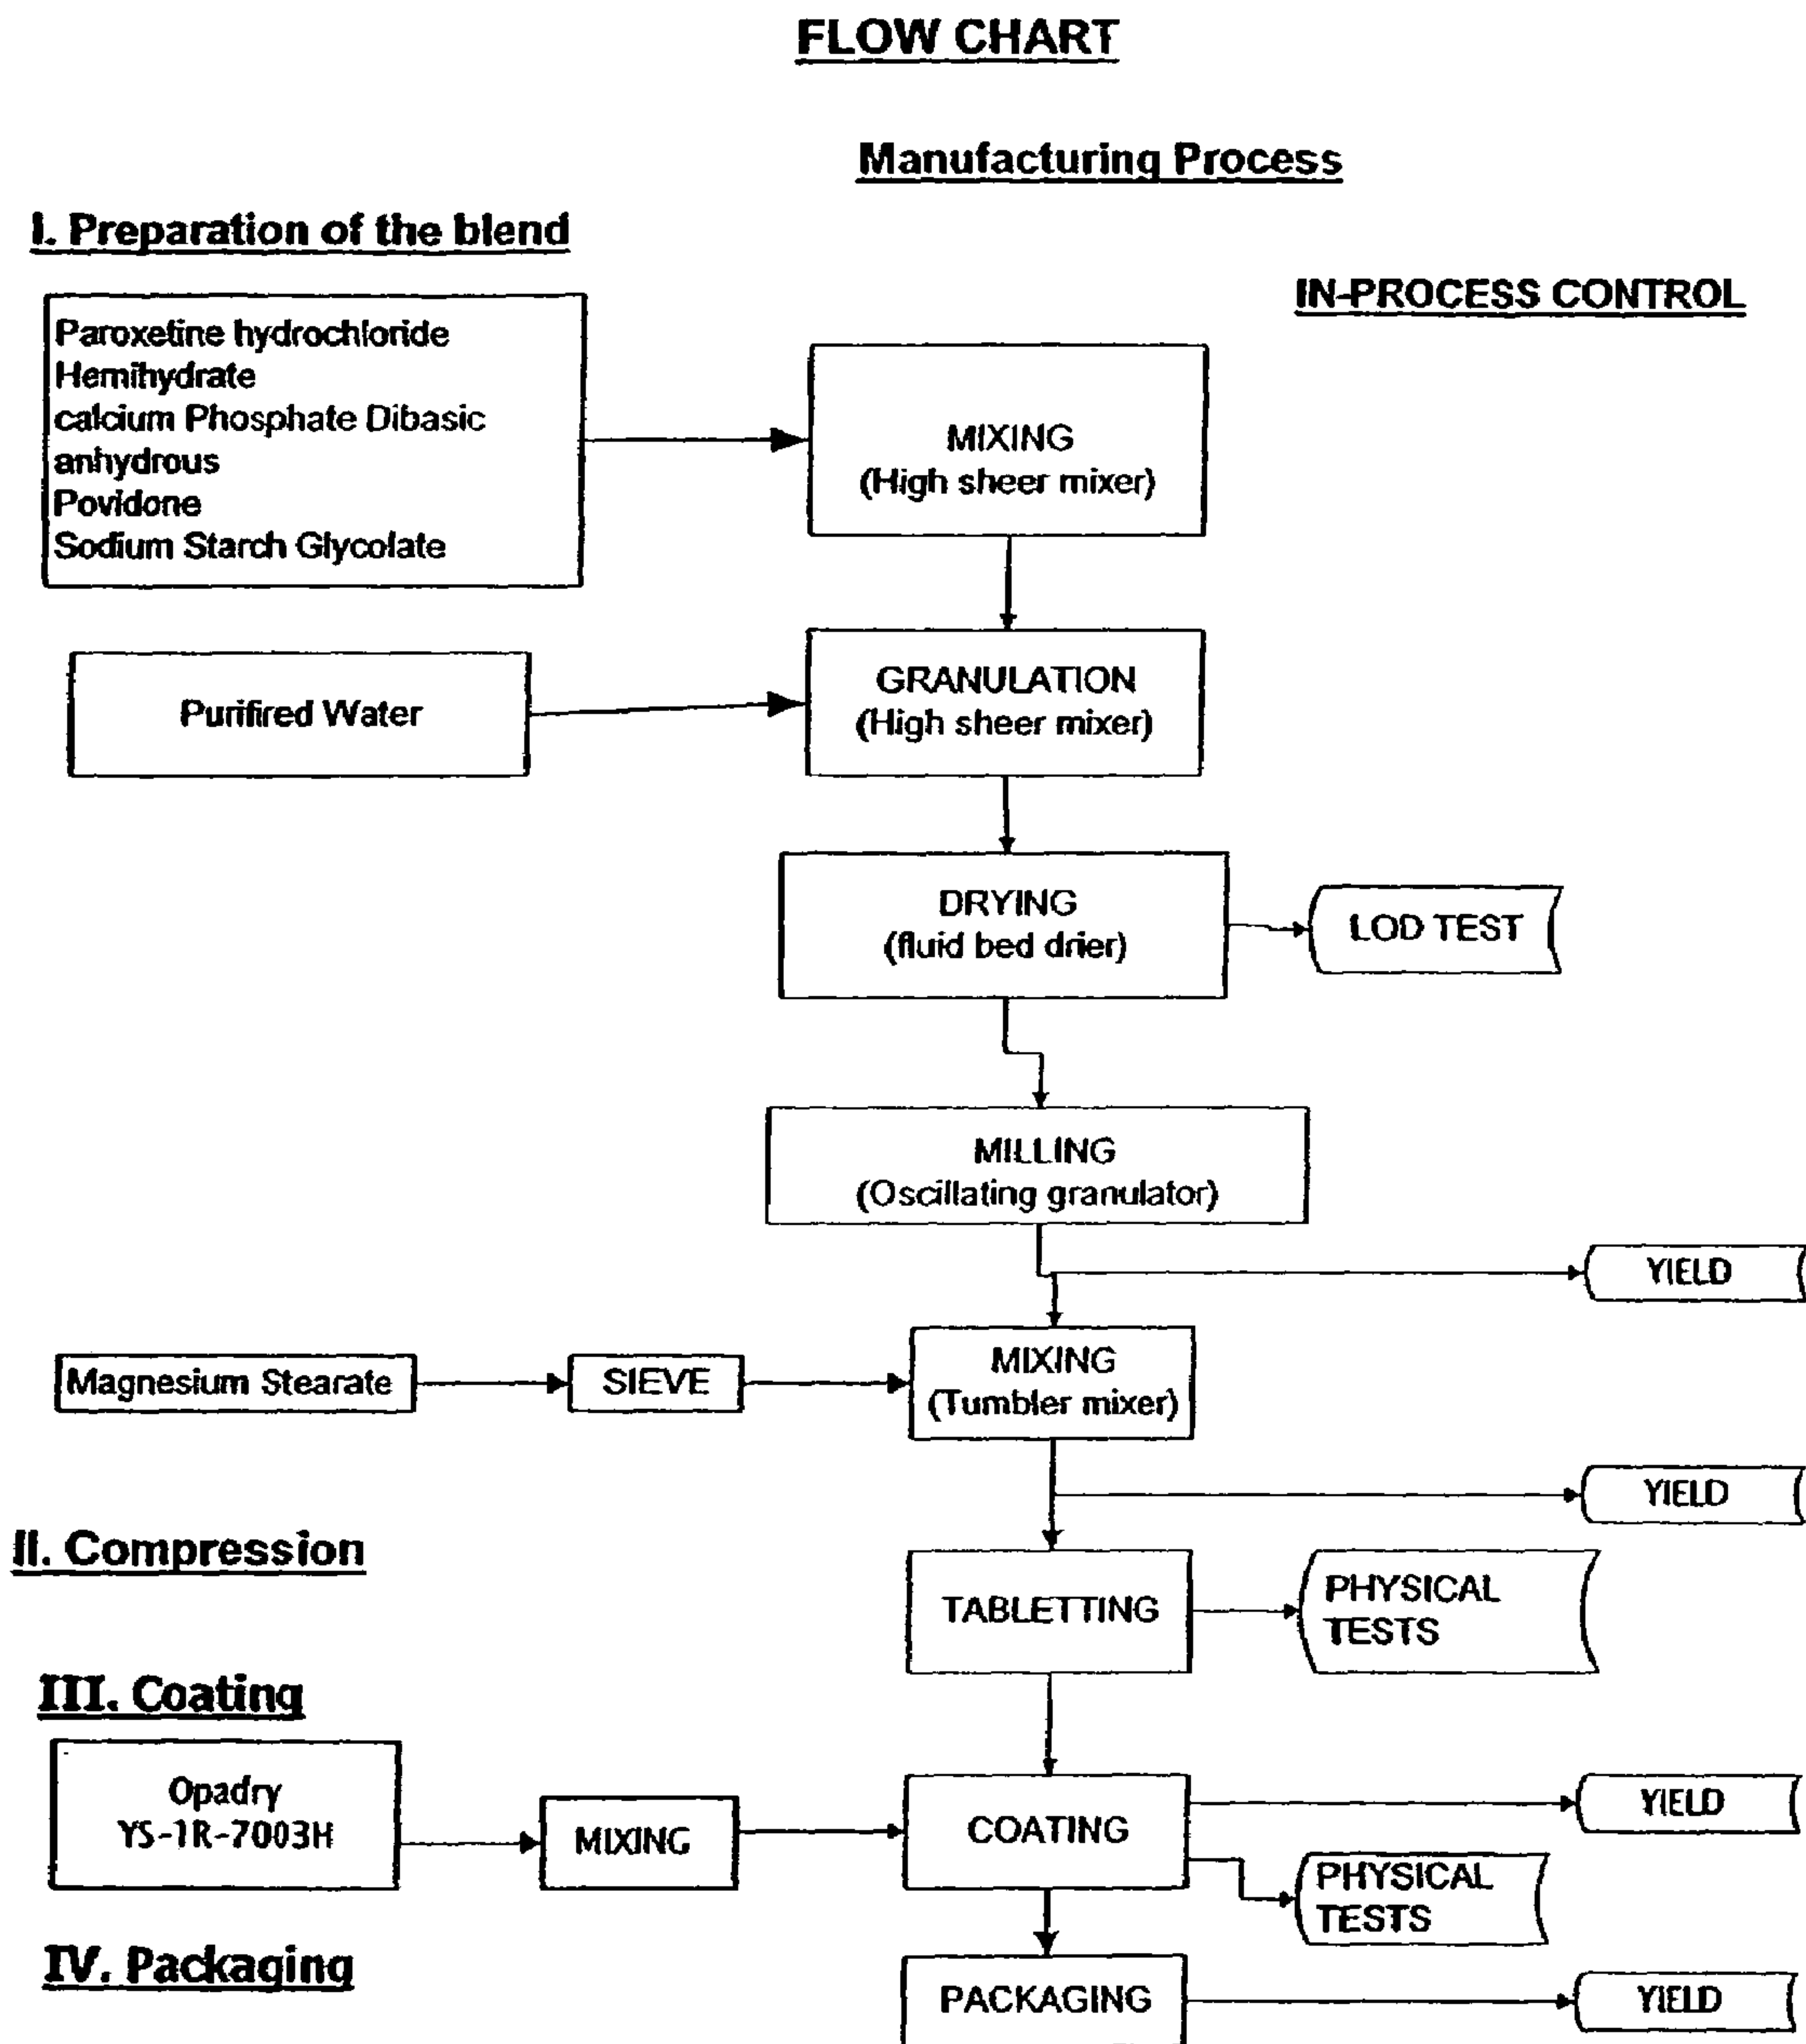 FLOW CHART
Manufacturing Process
I. Preparation of the blend
IN-PROCESS CONTROL
Paroxetine hydrochloride
Hemihydrate
calcium Phosphate Dibasic
anhydrous
Povidone
Sodium Starch Glycolate
MIXING
(High sheer mixer)
Purifired Water
GRANULATION
(High sheer mixer)
DRYING
(fluid bed drier)
LOD TEST
MILLING
(Oscillating granulator)
YIELD
Magnesium Stearate
SIEVE
MIXING
(Tumbler mixer)
YIELD
II. Compression
TABLETTING
PHYSICAL
TESTS
III. Coating
Opadry
YS-1R-7003H
MIXING
COATING
YIELD
PHYSICAL
TESTS
IV. Packaging
PACKAGING
YIELD